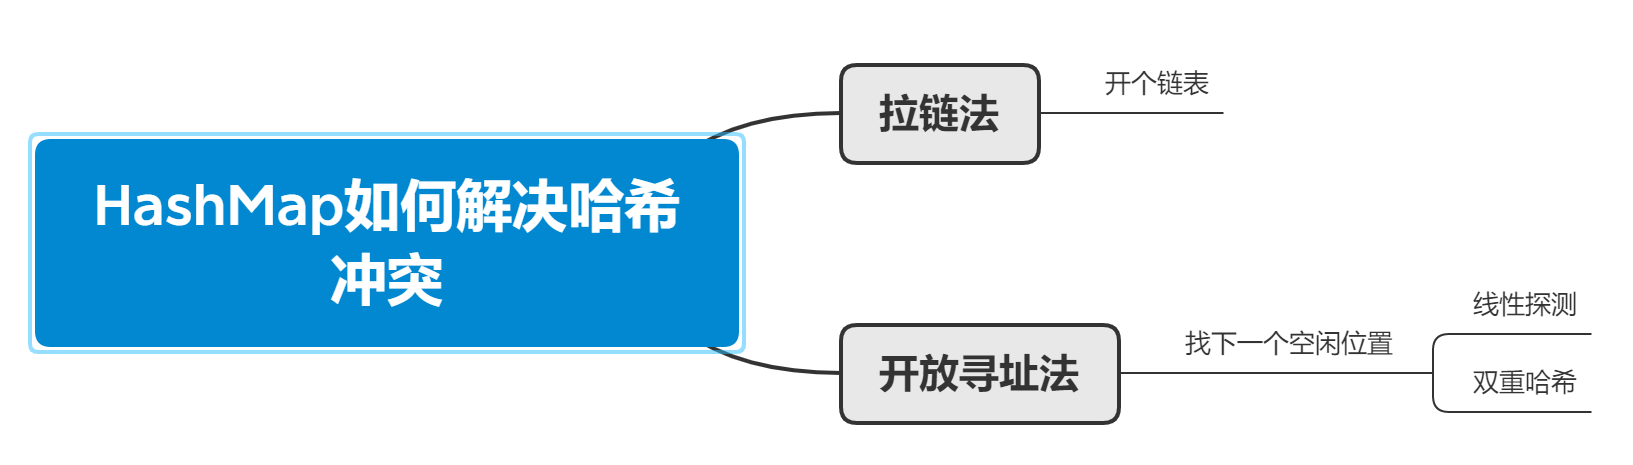 HashMap如何解决哈希
冲突
拉链法
开个链表
开放寻址法
找下一个空闲位置
线性探测
双重哈希